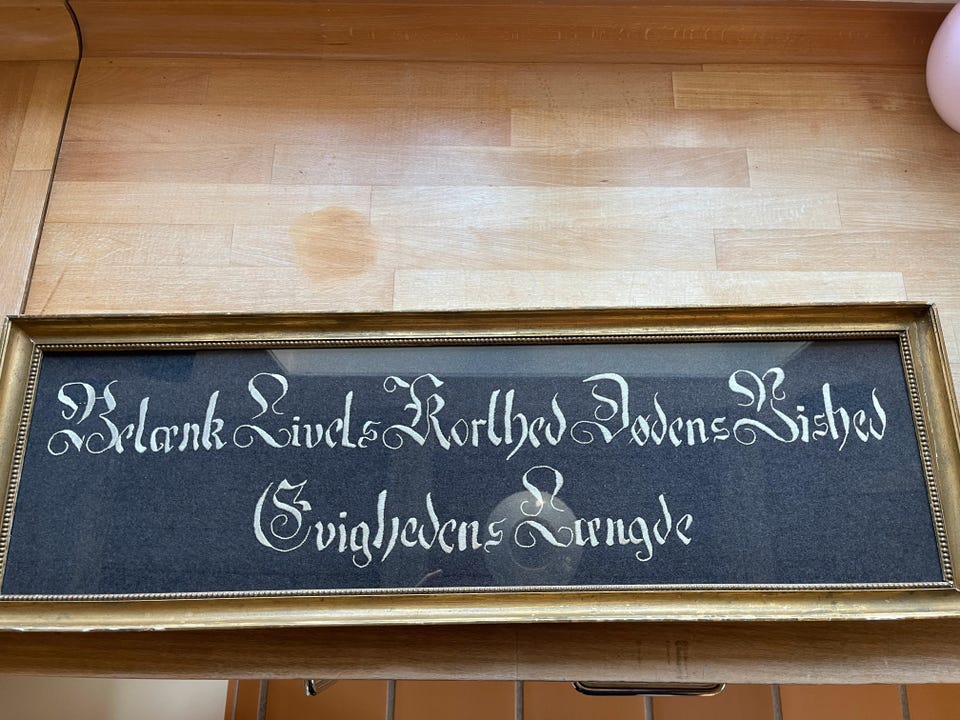 Betænk Livets Korthed Dødens Vished
Evighedens Længde